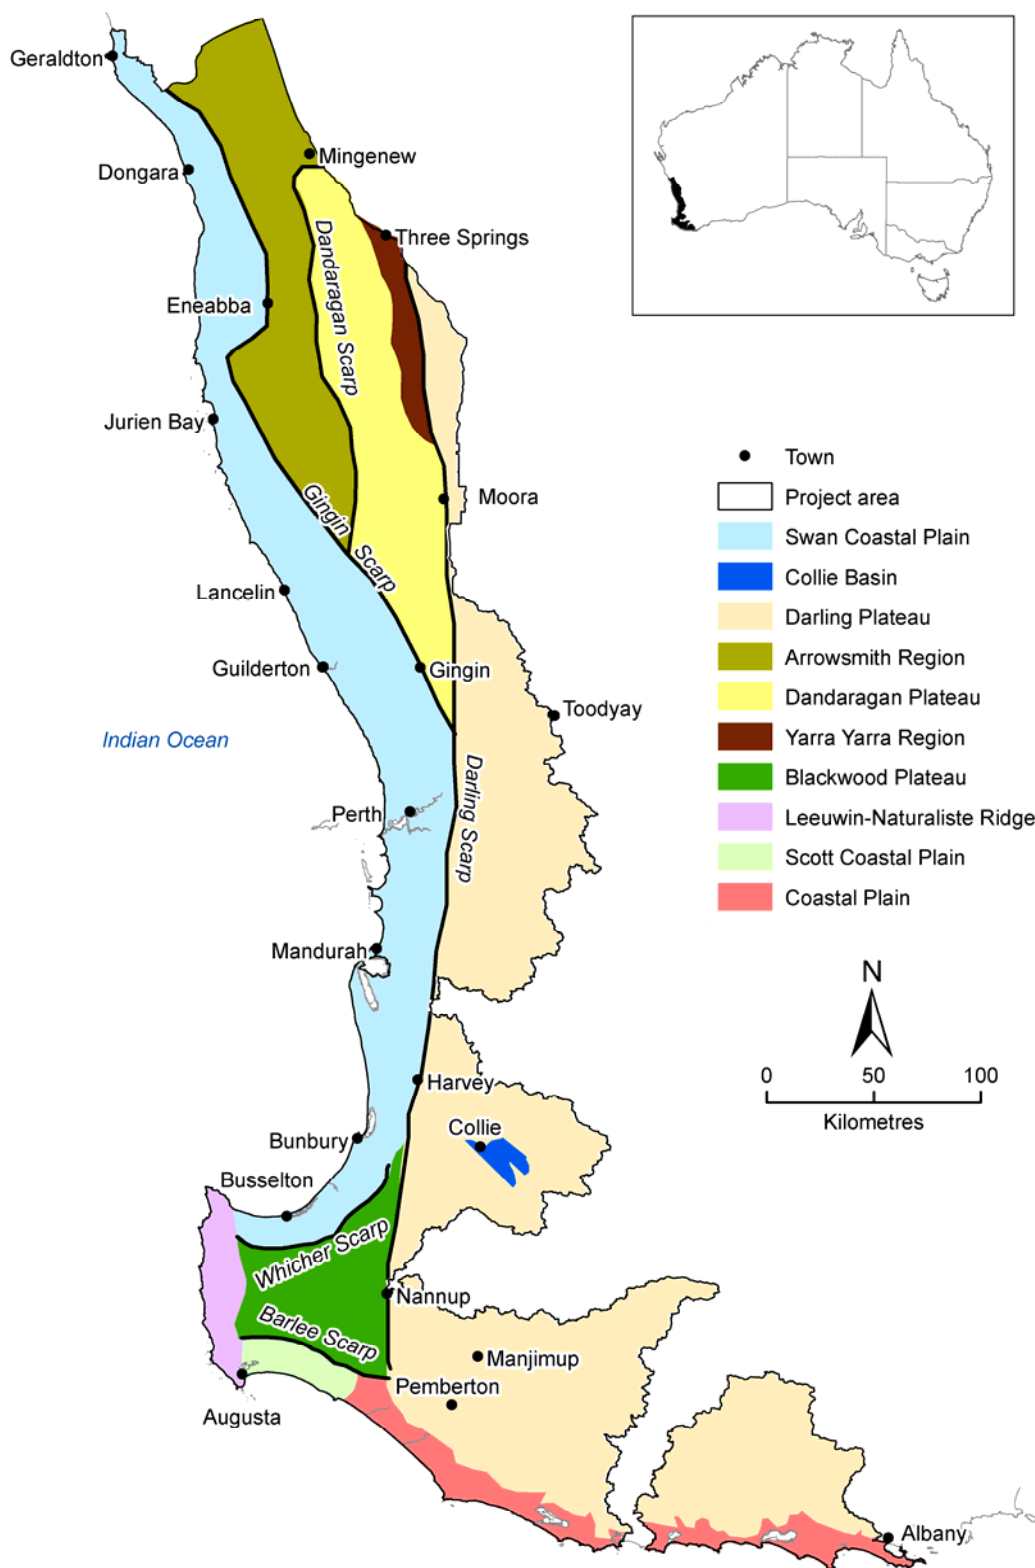 Geraldton
Mingenew
Dongara
Dandaragan Scarp
Three Springs
Eneabba
Jurien Bay
Gingin Scarp
Moora
Lancelin
Guilderton
Gingin
Toodyay
Indian Ocean
Darling Scarp
Perth
Mandurah
Harvey
Collie
Bunbury
Busselton
Whicher Scarp
Nannup
Barlee Scarp
Manjimup
Pemberton
Augusta
Albany
Town
Project area
Swan Coastal Plain
Collie Basin
Darling Plateau
Arrowsmith Region
Dandaragan Plateau
Yarra Yarra Region
Blackwood Plateau
Leeuwin-Naturaliste Ridge
Scott Coastal Plain
Coastal Plain
N
0 50 100
Kilometres